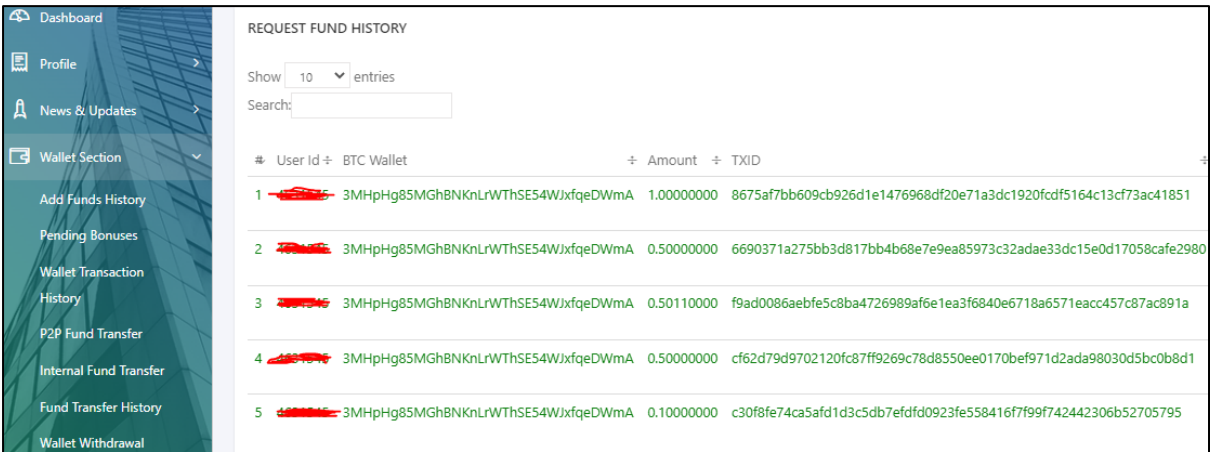 Dashboard
Profile
News & Updates
Wallet Section
Add Funds History
Pending Bonuses
Wallet Transaction
History
P2P Fund Transfer
Internal Fund Transfer
Fund Transfer History
Wallet Withdrawal
REQUEST FUND HISTORY
Show 10 entries
Search:
# User Id BTC Wallet Amount TXID
1 3MHpHg85MGhBNKnLrWThSE54WJxfqeDWmA 1.00000000 8675af7bb609cb926d1e1476968df20e71a3dc1920fcdf5164c13cf73ac41851
2 3MHpHg85MGhBNKnLrWThSE54WJxfqeDWmA 0.50000000 6690371a275bb3d817bb4b68e7e9ea85973c32adae33dc15e0d17058cafe2980
3 3MHpHg85MGhBNKnLrWThSE54WJxfqeDWmA 0.50110000 f9ad0086aebfe5c8ba4726989af6e1ea3f6840e6718a6571eacc457c87ac891a
4 3MHpHg85MGhBNKnLrWThSE54WJxfqeDWmA 0.50000000 cf62d79d9702120fc87ff9269c78d8550ee0170bef971d2ada98030d5bc0b8d1
5 3MHpHg85MGhBNKnLrWThSE54WJxfqeDWmA 0.10000000 c30f8fe74ca5afd1d3c5db7efdfd0923fe558416f7f99f742442306b52705795